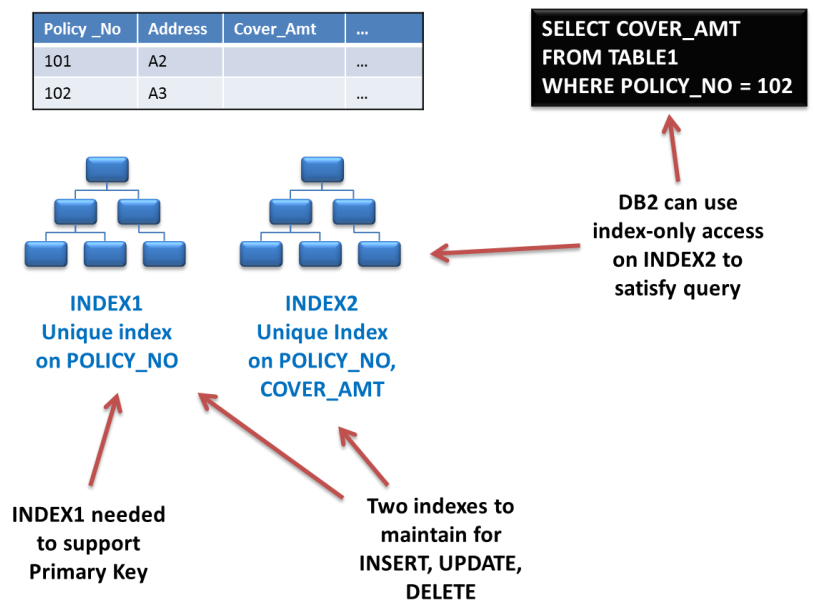 Policy _No Address Cover_Amt ...
101 A2 ...
102 A3 ...
SELECT COVER_AMT
FROM TABLE1
WHERE POLICY_NO = 102
DB2 can use
index-only access
on INDEX2 to
satisfy query
INDEX1
Unique index
on POLICY_NO
INDEX2
Unique Index
on POLICY_NO,
COVER_AMT
INDEX1 needed
to support
Primary Key
Two indexes to
maintain for
INSERT, UPDATE,
DELETE